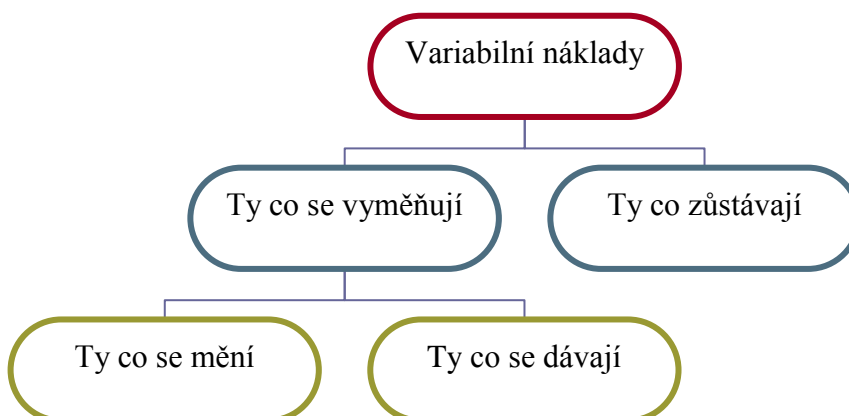 Variabilní náklady
Ty co se vyměňují
Ty co zůstávají
Ty co se mění
Ty co se dávají